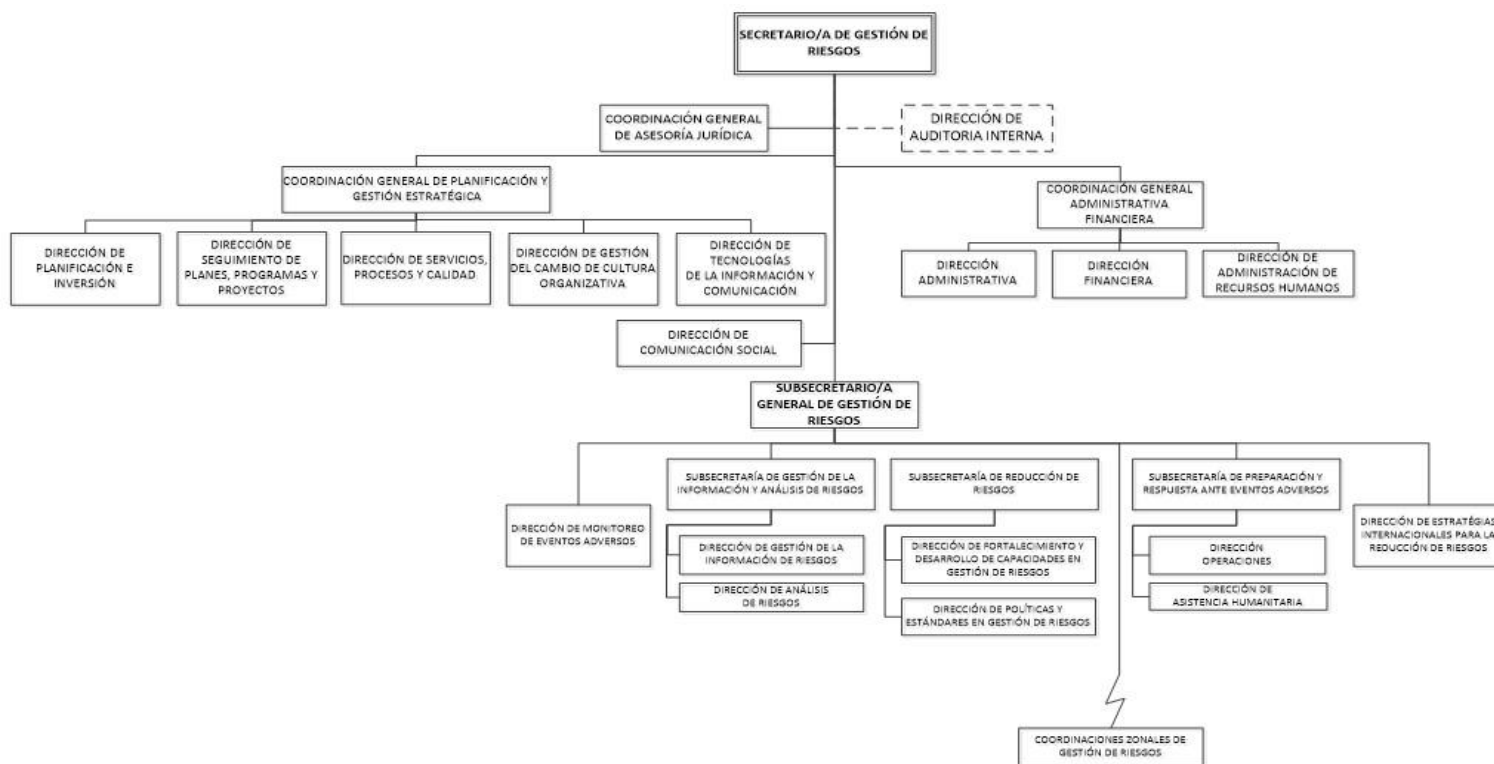 SECRETARIO/A DE GESTIÓN DE
RIESGOS
COORDINACIÓN GENERAL
DE ASESORÍA JURÍDICA
DIRECCIÓN DE
AUDITORIA INTERNA
COORDINACIÓN GENERAL DE PLANIFICACIÓN Y
GESTIÓN ESTRATÉGICA
COORDINACIÓN GENERAL
ADMINISTRATIVA
FINANCIERA
DIRECCIÓN DE
PLANIFICACIÓN E
INVERSIÓN
DIRECCIÓN DE
SEGUIMIENTO DE
PLANES, PROGRAMAS Y
PROYECTOS
DIRECCIÓN DE SERVICIOS,
PROCESOS Y CALIDAD
DIRECCIÓN DE GESTIÓN
DEL CAMBIO DE CULTURA
ORGANIZATIVA
DIRECCIÓN DE
TECNOLOGÍAS
DE LA INFORMACIÓN Y
COMUNICACIÓN
DIRECCIÓN
ADMINISTRATIVA
DIRECCIÓN
FINANCIERA
DIRECCIÓN DE
ADMINISTRACIÓN DE
RECURSOS HUMANOS
DIRECCIÓN DE
COMUNICACIÓN SOCIAL
SUBSECRETARIO/A
GENERAL DE GESTIÓN DE
RIESGOS
DIRECCIÓN DE MONITOREO
DE EVENTOS ADVERSOS
SUBSECRETARÍA DE GESTIÓN DE LA
INFORMACIÓN Y ANÁLISIS DE RIESGOS
DIRECCIÓN DE GESTIÓN DE LA
INFORMACIÓN DE RIESGOS
DIRECCIÓN DE ANÁLISIS
DE RIESGOS
SUBSECRETARÍA DE REDUCCIÓN DE
RIESGOS
DIRECCIÓN DE FORTALECIMIENTO Y
DESARROLLO DE CAPACIDADES EN
GESTIÓN DE RIESGOS
DIRECCIÓN DE POLÍTICAS Y
ESTÁNDARES EN GESTIÓN DE RIESGOS
SUBSECRETARÍA DE PREPARACIÓN Y
RESPUESTA ANTE EVENTOS ADVERSOS
DIRECCIÓN
OPERACIONES
DIRECCIÓN DE
ASISTENCIA HUMANITARIA
DIRECCIÓN DE ESTRATÉGIAS
INTERNACIONALES PARA LA
REDUCCIÓN DE RIESGOS
COORDINACIONES ZONALES DE
GESTIÓN DE RIESGOS